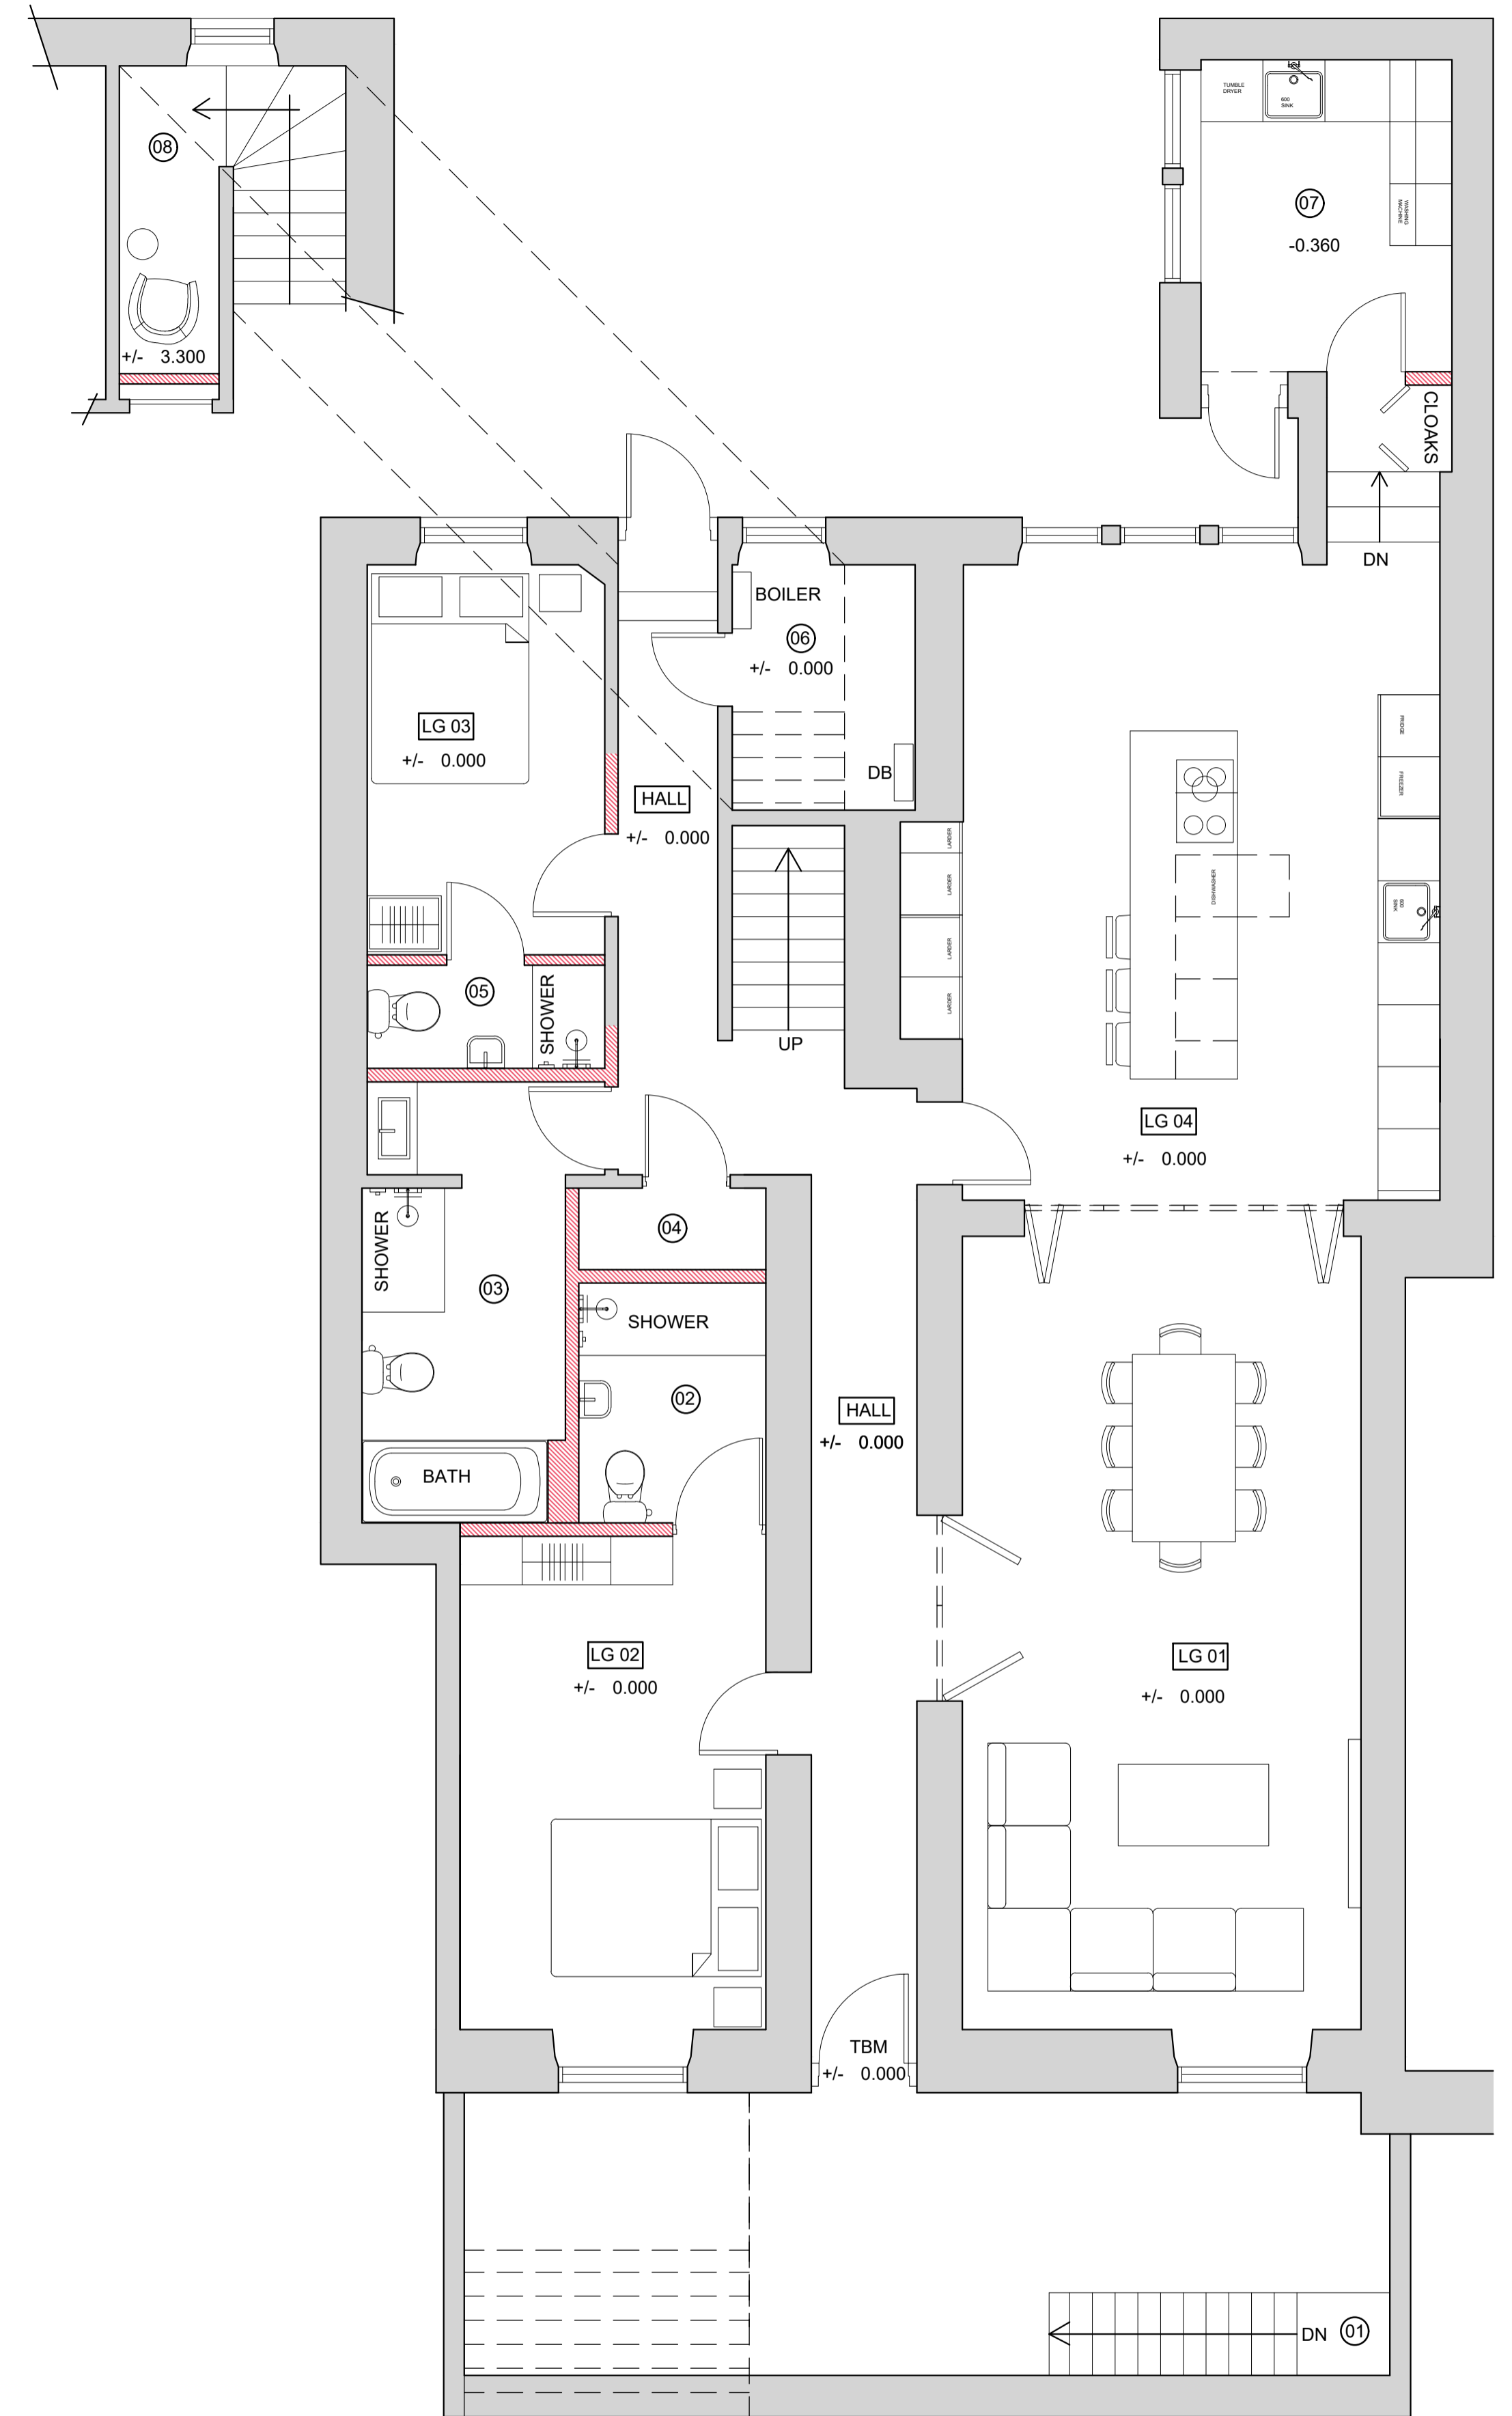 TUMBLE
DRYER
600
SINK
08
07
WASHING
MACHINE
-0.360
+/- 3.300
CLOAKS
DN
BOILER
06
+/- 0.000
LG 03
+/- 0.000
FRIDGE
FREEZER
DB
HALL
+/- 0.000
LARDER
LARDER
LARDER
LARDER
DISHWASHER
600
SINK
05
SHOWER
UP
LG 04
+/- 0.000
SHOWER
04
03
SHOWER
02
HALL
+/- 0.000
BATH
LG 02
+/- 0.000
LG 01
+/- 0.000
TBM
+/- 0.000
DN
01